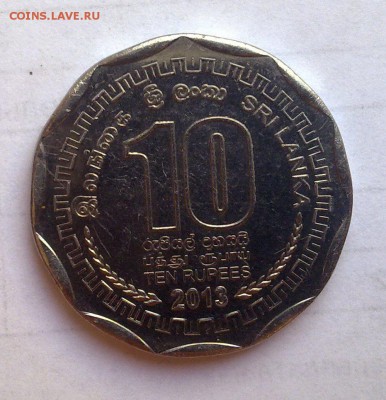 COINS.LAVE.RU
இலங்கை ශ්‍රී ලංකා SRI LANKA
10
රුපියල් දහයයි
பத்து ரூபாய்
TEN RUPEES
2013